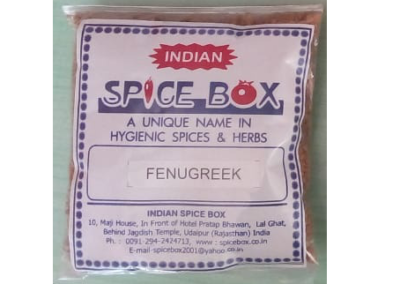 INDIAN
SPICE BOX
A UNIQUE NAME IN
HYGIENIC SPICES & HERBS
FENUGREEK
INDIAN SPICE BOX
10, Maji House, In Front of Hotel Pratap Bhawan, Lal Ghat,
Behind Jagdish Temple, Udaipur (Rajasthan) India
Ph. : 0091-294-2424713, www : spicebox.co.in
E-mail spicebox2001@yahoo.co.in